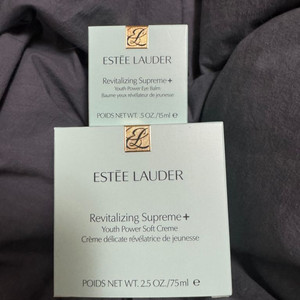 ESTĒE LAUDER
Revitalizing Supreme+
Youth Power Eye Balm
Baume yeux révélateur de jeunesse
POIDS NET WT. .5 OZ./15ml ℮
ESTĒE LAUDER
Revitalizing Supreme+
Youth Power Soft Creme
Crème délicate révélatrice de jeunesse
POIDS NET WT. 2.5 OZ./75ml ℮